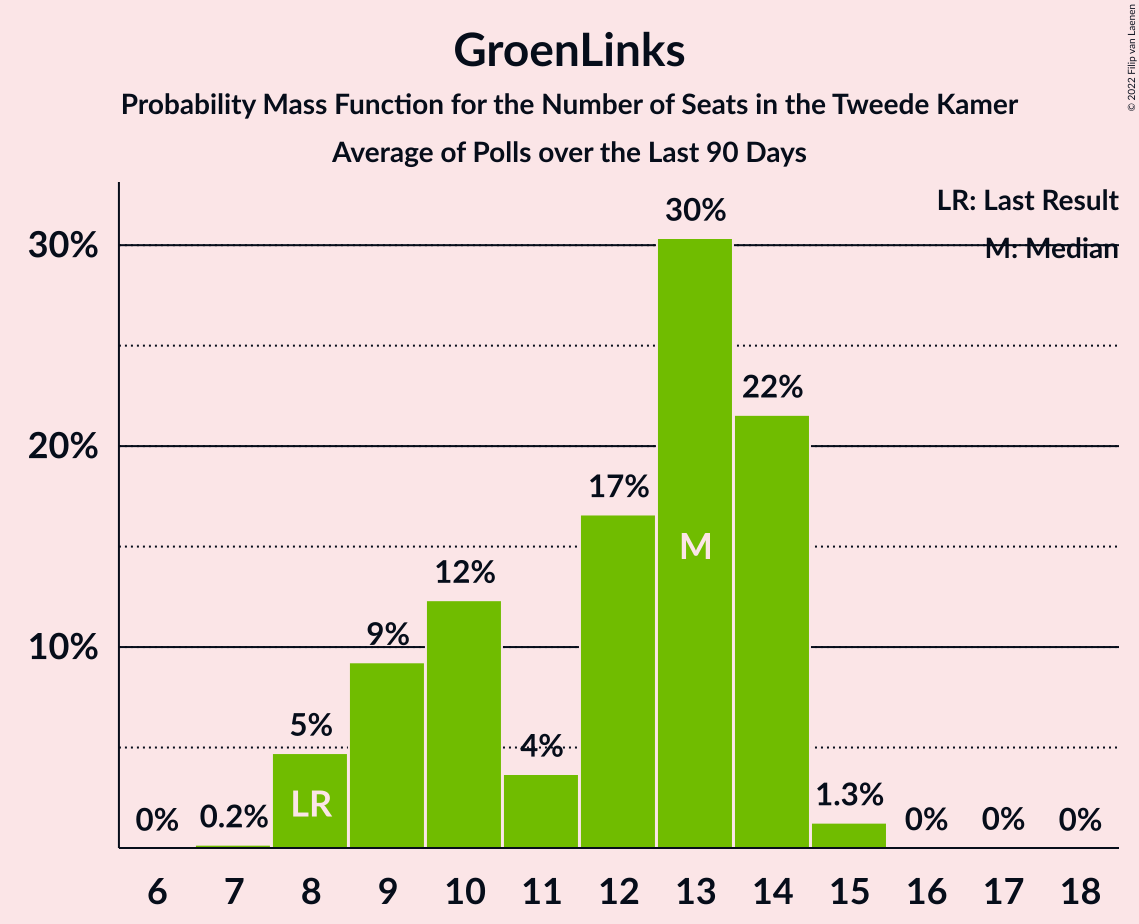 GroenLinks
Probability Mass Function for the Number of Seats in the Tweede Kamer
Average of Polls over the Last 90 Days
© 2022 Filip van Laenen
LR: Last Result
M: Median
30%
20%
10%
0%
0.2%
5%
9%
12%
4%
17%
30%
22%
1.3%
0%
0%
0%
LR
M
6 7 8 9 10 11 12 13 14 15 16 17 18